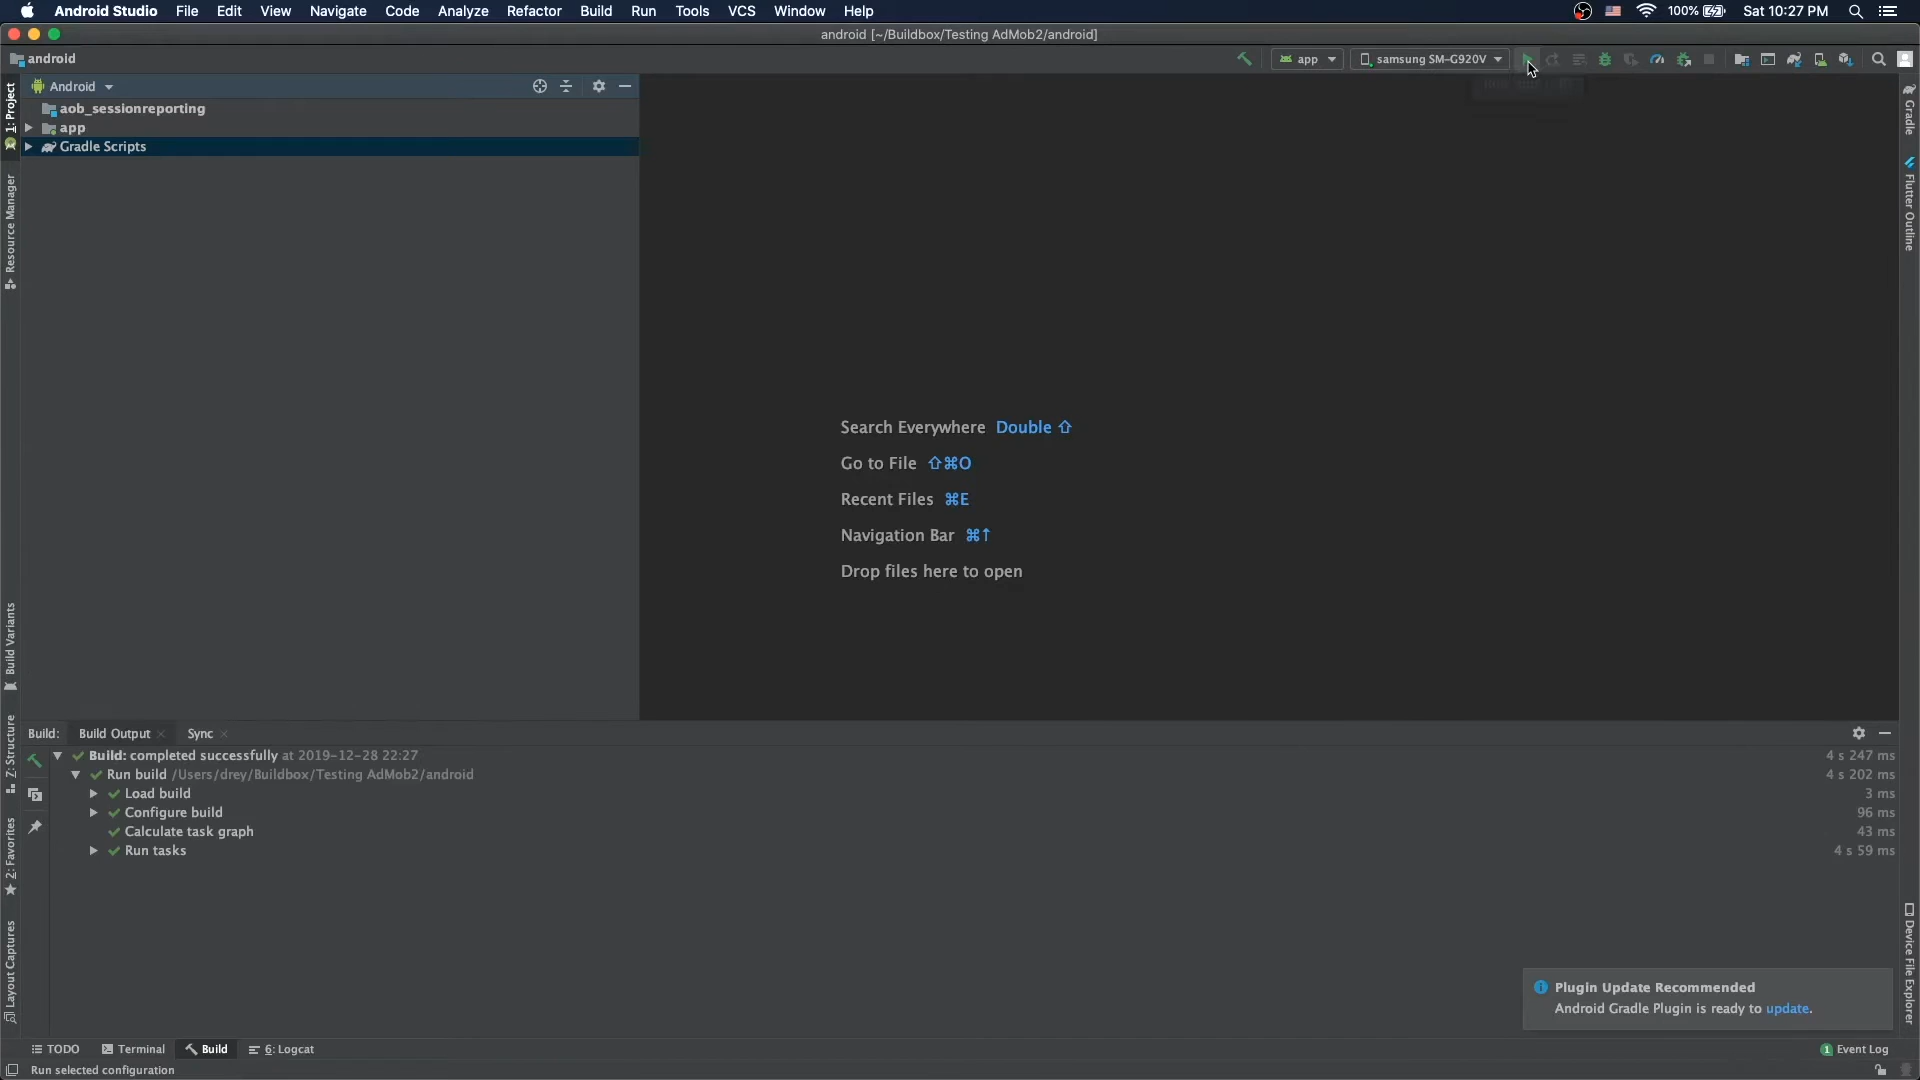 Android Studio File Edit View Navigate Code Analyze Refactor Build Run Tools VCS Window Help 100% Sat 10:27 PM
android [~/Buildbox/Testing AdMob2/android]
android app samsung SM-G920V
Android
aob_sessionreporting
app
Gradle Scripts
1: Project
Resource Manager
Build Variants
Z: Structure
2: Favorites
Layout Captures
Gradle
Flutter Outline
Device File Explorer
Search Everywhere Double ⇧
Go to File ⇧⌘O
Recent Files ⌘E
Navigation Bar ⌘↑
Drop files here to open
Build: Build Output Sync
Build: completed successfully at 2019-12-28 22:27 4 s 247 ms
Run build /Users/drey/Buildbox/Testing AdMob2/android 4 s 202 ms
Load build 3 ms
Configure build 96 ms
Calculate task graph 43 ms
Run tasks 4 s 59 ms
Plugin Update Recommended
Android Gradle Plugin is ready to update.
TODO Terminal Build 6: Logcat 1 Event Log
Run selected configuration